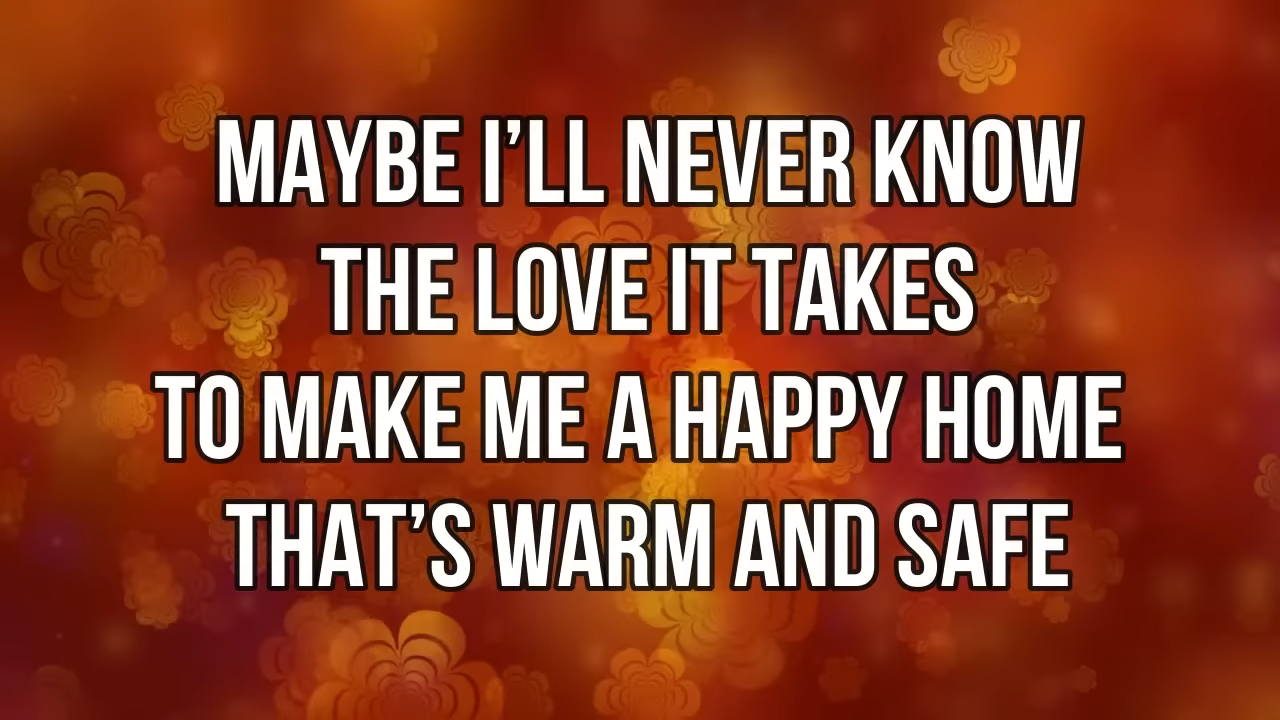 MAYBE I’LL NEVER KNOW
THE LOVE IT TAKES
TO MAKE ME A HAPPY HOME
THAT’S WARM AND SAFE